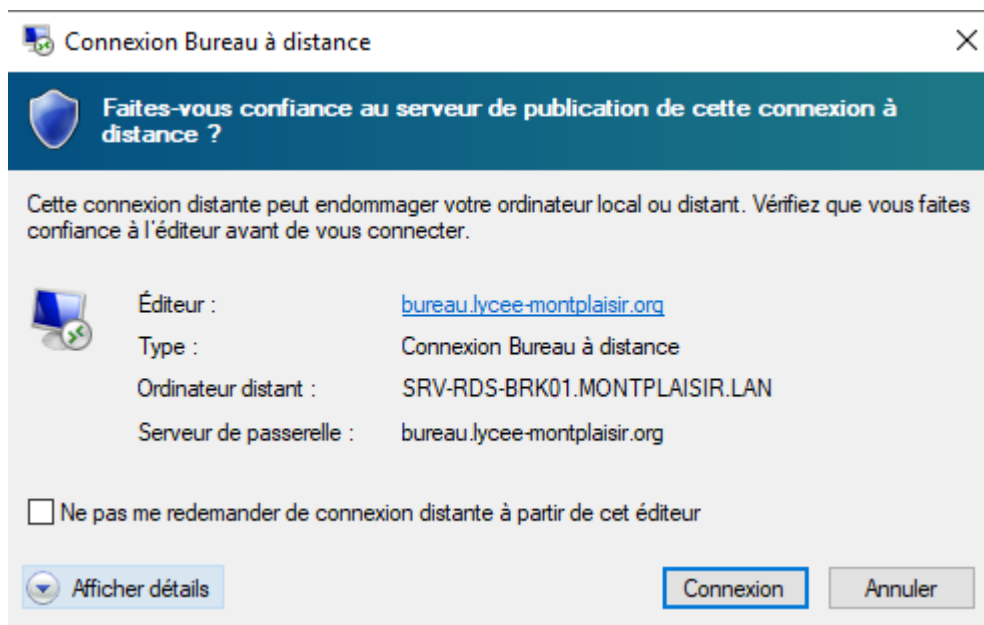 Connexion Bureau à distance
Faites-vous confiance au serveur de publication de cette connexion à
distance ?
Cette connexion distante peut endommager votre ordinateur local ou distant. Vérifiez que vous faites
confiance à l'éditeur avant de vous connecter.
Éditeur : bureau.lycee-montplaisir.org
Type : Connexion Bureau à distance
Ordinateur distant : SRV-RDS-BRK01.MONTPLAISIR.LAN
Serveur de passerelle : bureau.lycee-montplaisir.org
Ne pas me redemander de connexion distante à partir de cet éditeur
Afficher détails Connexion Annuler